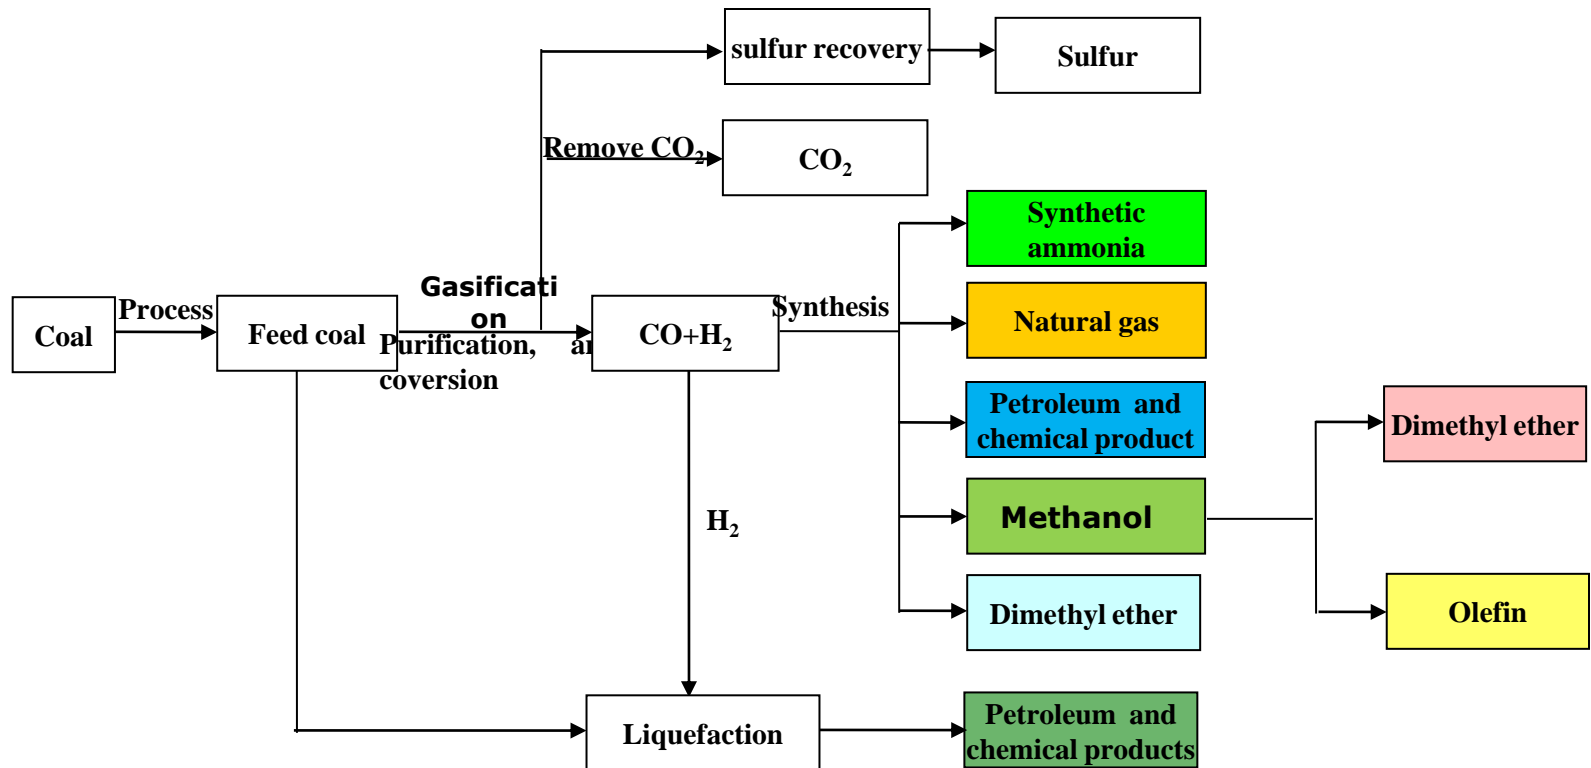 sulfur recovery
Sulfur
Remove CO₂
CO₂
Synthetic
ammonia
Process
Gasificati
on
Synthesis
Coal
Feed coal
CO+H₂
Natural gas
Purification,
coversion
Petroleum and
chemical product
Dimethyl ether
H₂
Methanol
Dimethyl ether
Olefin
Liquefaction
Petroleum and
chemical products